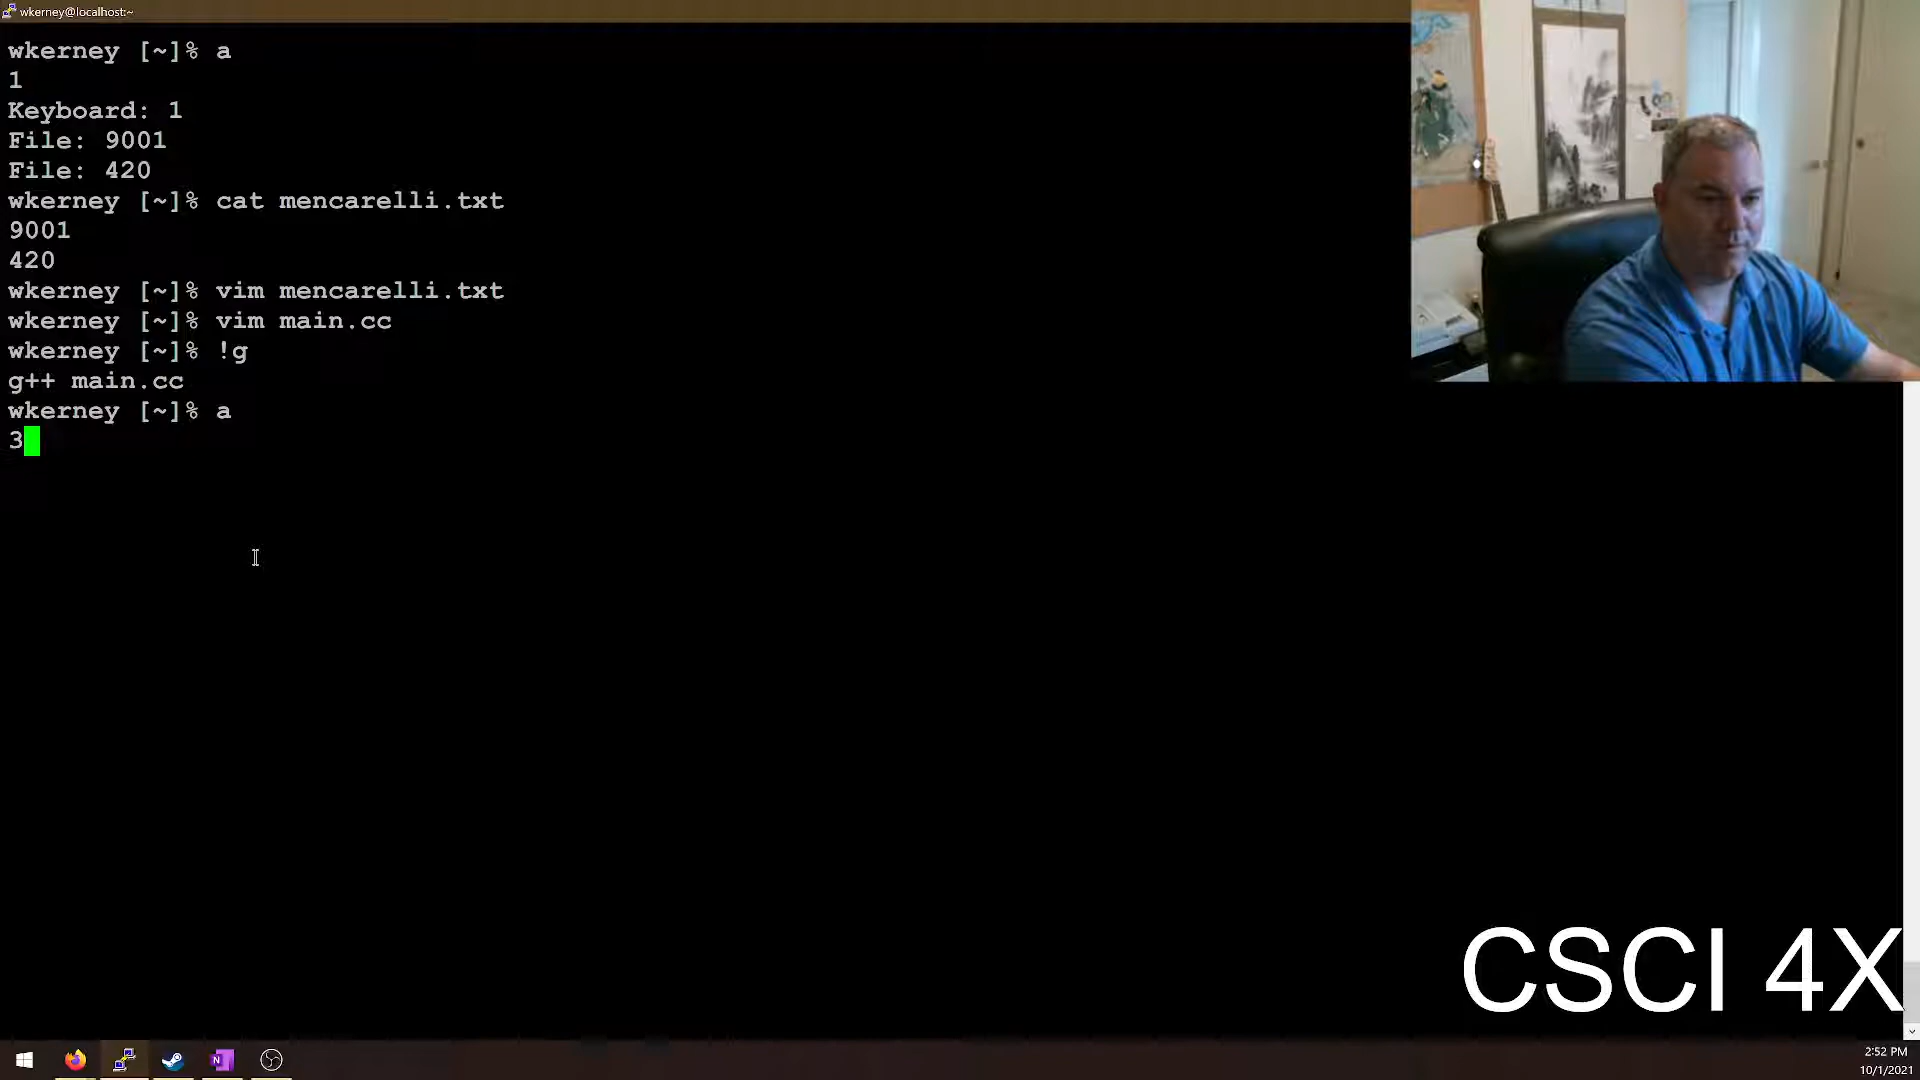 wkerney@localhost:~
wkerney [~]% a
1
Keyboard: 1
File: 9001
File: 420
wkerney [~]% cat mencarelli.txt
9001
420
wkerney [~]% vim mencarelli.txt
wkerney [~]% vim main.cc
wkerney [~]% !g
g++ main.cc
wkerney [~]% a
3
CSCI 4X
N
2:52 PM
10/1/2021